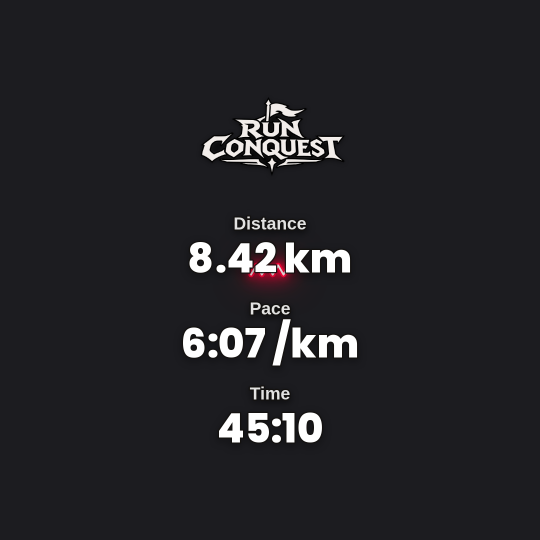 RUN
CONQUEST
Distance
8.42 km
Pace
6:07 /km
Time
45:10